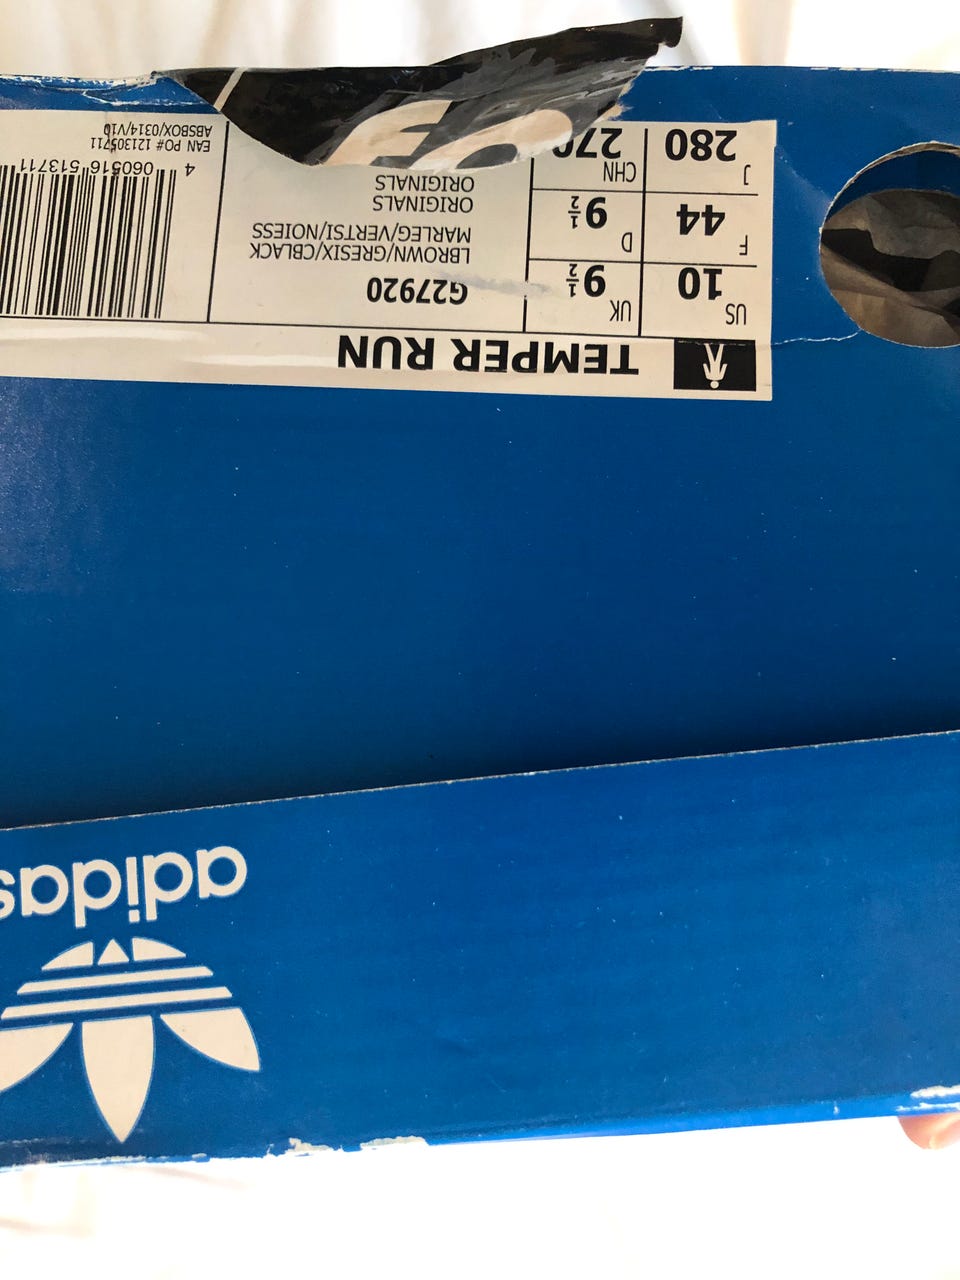 adidas
TEMPER RUN
US 10
UK 9½
F 44
D 9½
J 280
CHN 270
G27920
LBROWN/GRESIX/CBLACK
MARLEG/VERTSI/NOIESS
ORIGINALS
ORIGINALS
4 060516 513711
EAN PO# 121305711
ABSBOX/0314/V10